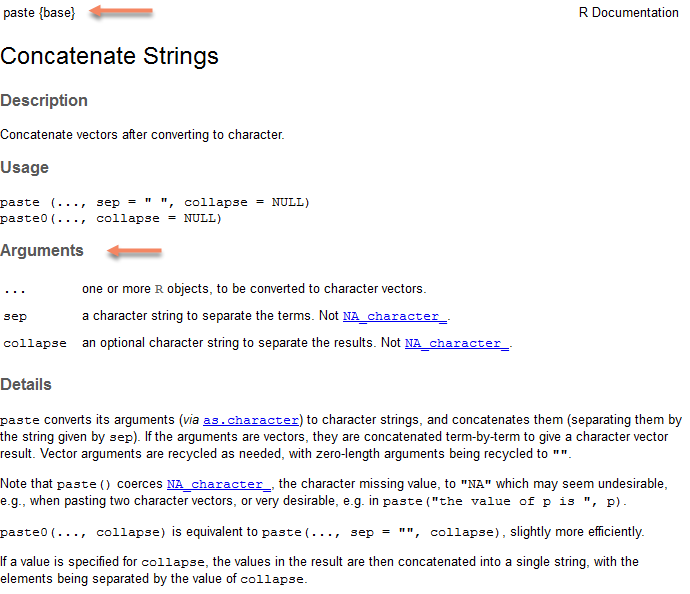 paste {base} R Documentation
Concatenate Strings
Description
Concatenate vectors after converting to character.
Usage
paste (..., sep = " ", collapse = NULL)
paste0(..., collapse = NULL)
Arguments
... one or more R objects, to be converted to character vectors.
sep a character string to separate the terms. Not NA_character_.
collapse an optional character string to separate the results. Not NA_character_.
Details
paste converts its arguments (via as.character) to character strings, and concatenates them (separating them by
the string given by sep). If the arguments are vectors, they are concatenated term-by-term to give a character vector
result. Vector arguments are recycled as needed, with zero-length arguments being recycled to "".
Note that paste() coerces NA_character_, the character missing value, to "NA" which may seem undesirable,
e.g., when pasting two character vectors, or very desirable, e.g. in paste("the value of p is ", p).
paste0(..., collapse) is equivalent to paste(..., sep = "", collapse), slightly more efficiently.
If a value is specified for collapse, the values in the result are then concatenated into a single string, with the
elements being separated by the value of collapse.